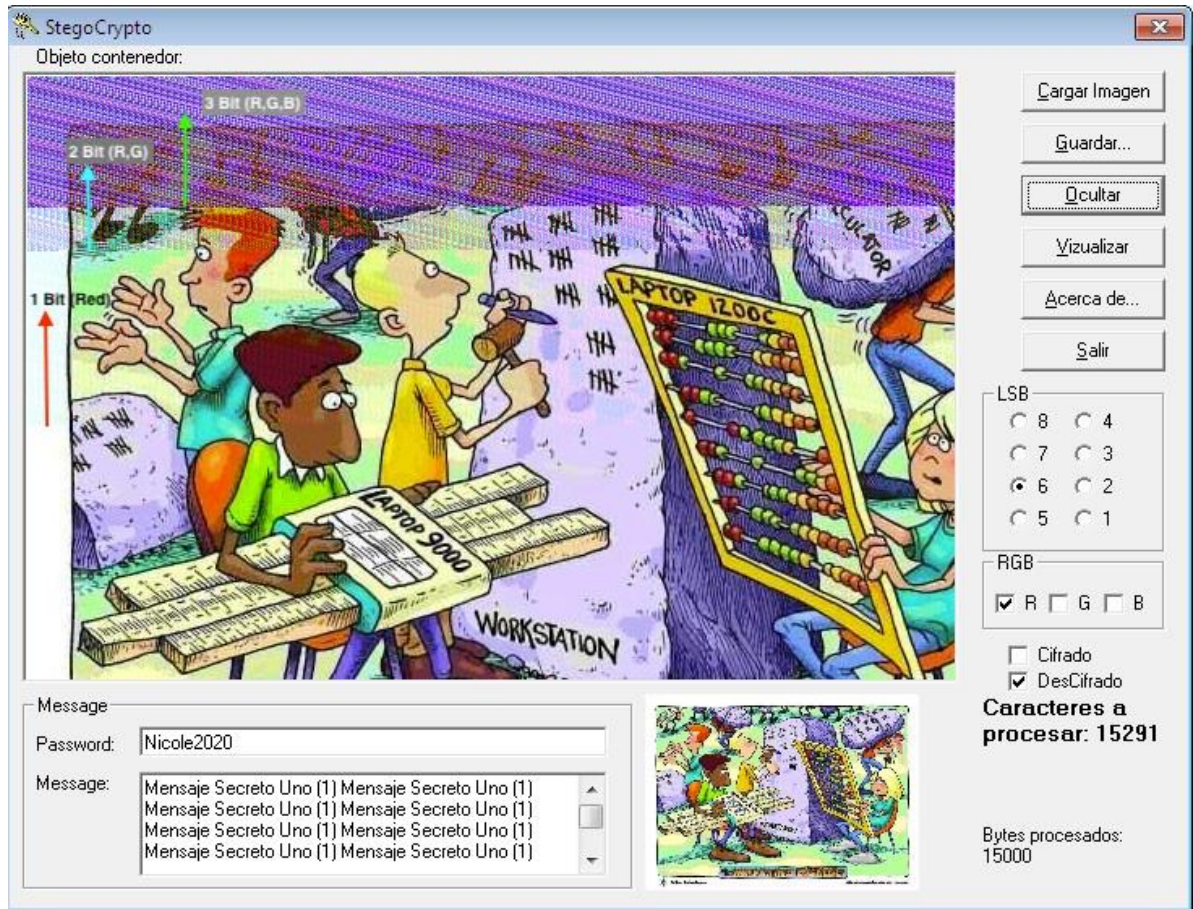 StegoCrypto
Objeto contenedor:
3 Bit (R,G,B)
2 Bit (R,G)
1 Bit (Red)
LAPTOP 1200C
LAPTOP 9000
WORKSTATION
Cargar Imagen
Guardar...
Ocultar
Vizualizar
Acerca de...
Salir
LSB
8 4
7 3
6 2
5 1
RGB
R G B
Cifrado
DesCifrado
Caracteres a
procesar: 15291
Bytes procesados:
15000
Message
Password: Nicole2020
Message:
Mensaje Secreto Uno (1) Mensaje Secreto Uno (1)
Mensaje Secreto Uno (1) Mensaje Secreto Uno (1)
Mensaje Secreto Uno (1) Mensaje Secreto Uno (1)
Mensaje Secreto Uno (1) Mensaje Secreto Uno (1)